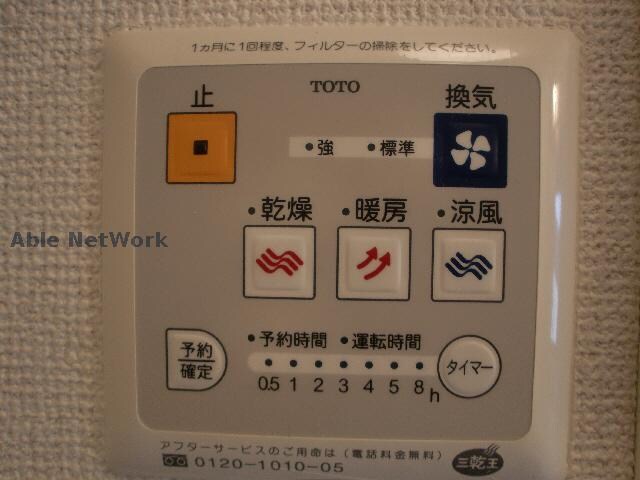 1ヵ月に1回程度、フィルターの掃除をしてください。
TOTO
止
換気
強 標準
乾燥 暖房 涼風
Able NetWork
予約時間 運転時間
予約
確定
タイマー
0.5 1 2 3 4 5 8 h
アフターサービスのご用命は(電話料金無料)
0120-1010-05
三乾王